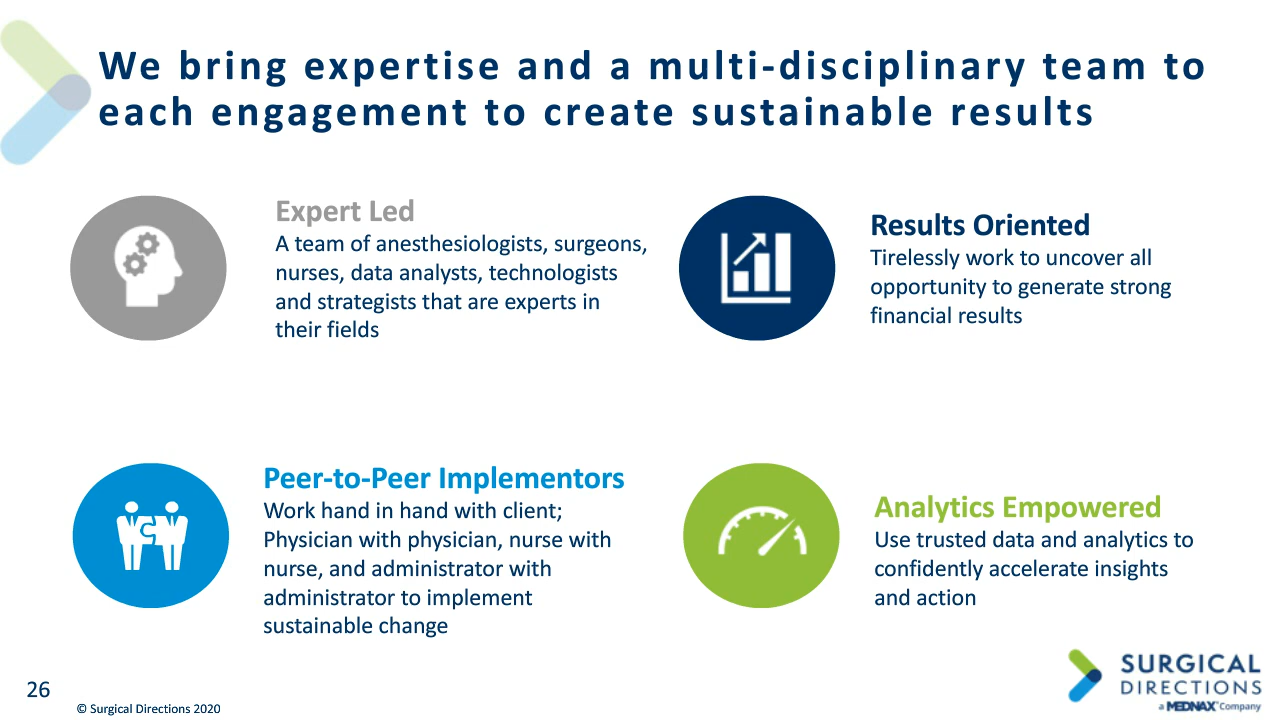 We bring expertise and a multi-disciplinary team to
each engagement to create sustainable results
Expert Led
A team of anesthesiologists, surgeons,
nurses, data analysts, technologists
and strategists that are experts in
their fields
Results Oriented
Tirelessly work to uncover all
opportunity to generate strong
financial results
Peer-to-Peer Implementors
Work hand in hand with client;
Physician with physician, nurse with
nurse, and administrator with
administrator to implement
sustainable change
Analytics Empowered
Use trusted data and analytics to
confidently accelerate insights
and action
26
© Surgical Directions 2020
SURGICAL
DIRECTIONS
a MEDNAX Company